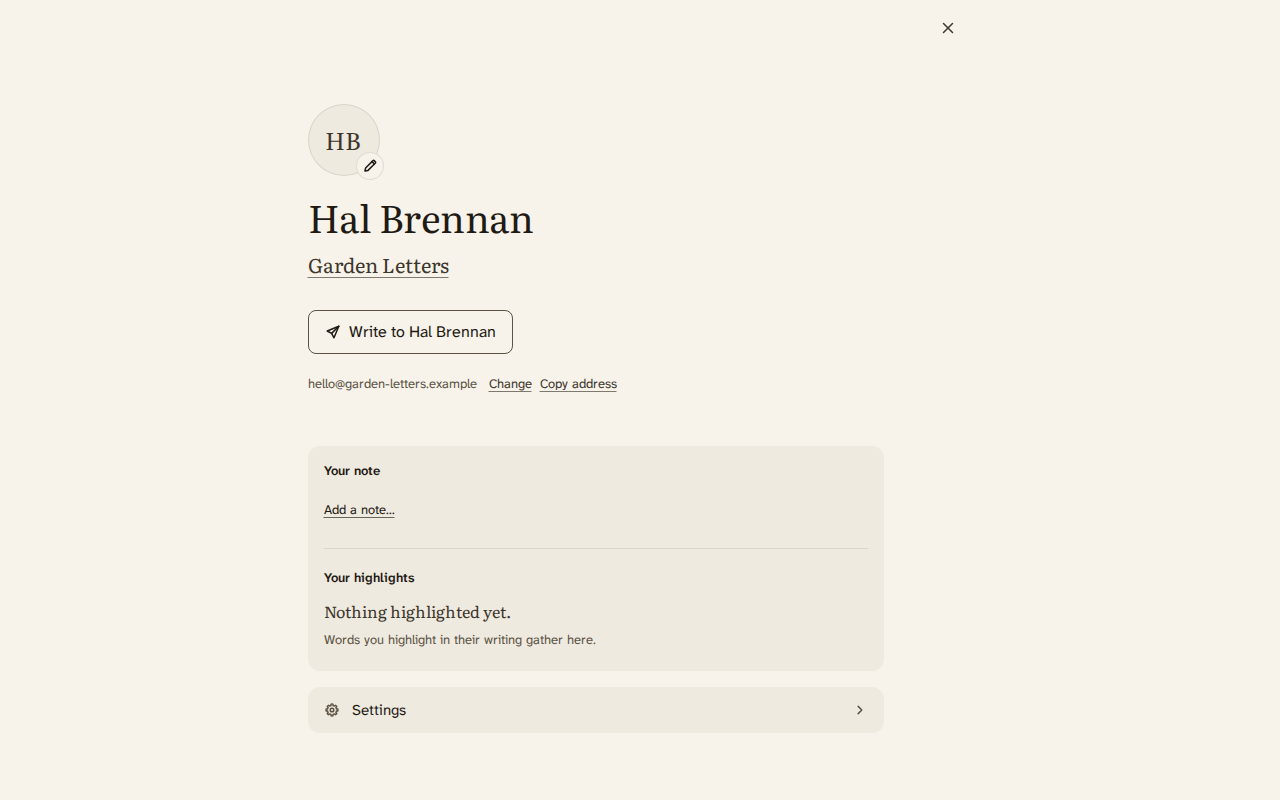 HB
Hal Brennan
Garden Letters
Write to Hal Brennan
hello@garden-letters.example Change Copy address
Your note
Add a note...
Your highlights
Nothing highlighted yet.
Words you highlight in their writing gather here.
Settings